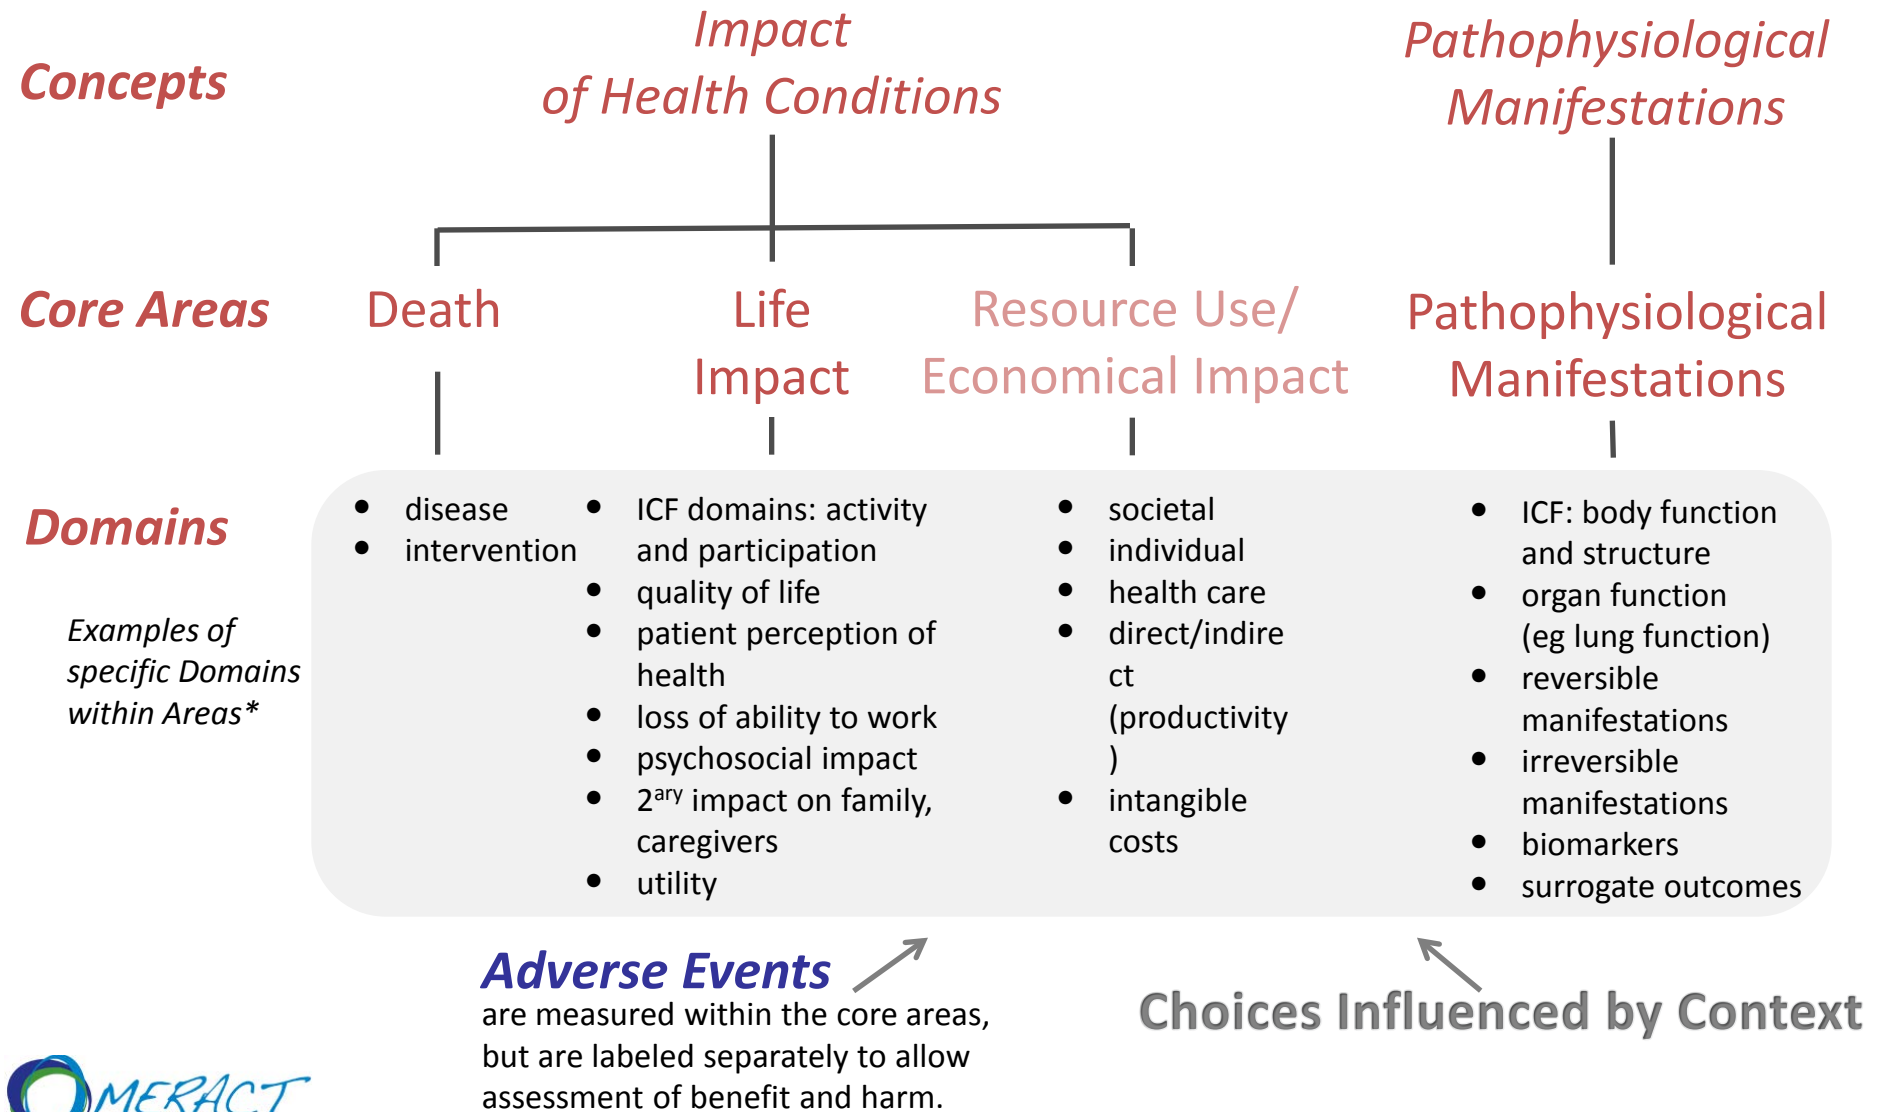 Concepts
Impact
of Health Conditions
Pathophysiological
Manifestations
Core Areas
Death
Life
Impact
Resource Use/
Economical Impact
Pathophysiological
Manifestations
Domains
Examples of
specific Domains
within Areas*
• disease
• intervention
• ICF domains: activity
and participation
• quality of life
• patient perception of
health
• loss of ability to work
• psychosocial impact
• 2ary impact on family,
caregivers
• utility
• societal
• individual
• health care
• direct/indire
ct
(productivity
)
• intangible
costs
• ICF: body function
and structure
• organ function
(eg lung function)
• reversible
manifestations
• irreversible
manifestations
• biomarkers
• surrogate outcomes
Adverse Events
are measured within the core areas,
but are labeled separately to allow
assessment of benefit and harm.
Choices Influenced by Context
OMERACT